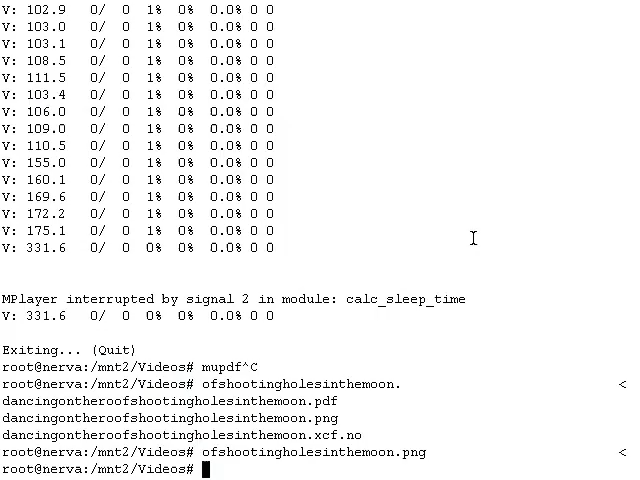 V: 102.9 0/ 0 1% 0% 0.0% 0 0
V: 103.0 0/ 0 1% 0% 0.0% 0 0
V: 103.1 0/ 0 1% 0% 0.0% 0 0
V: 108.5 0/ 0 1% 0% 0.0% 0 0
V: 111.5 0/ 0 1% 0% 0.0% 0 0
V: 103.4 0/ 0 1% 0% 0.0% 0 0
V: 106.0 0/ 0 1% 0% 0.0% 0 0
V: 109.0 0/ 0 1% 0% 0.0% 0 0
V: 110.5 0/ 0 1% 0% 0.0% 0 0
V: 155.0 0/ 0 1% 0% 0.0% 0 0
V: 160.1 0/ 0 1% 0% 0.0% 0 0
V: 169.6 0/ 0 1% 0% 0.0% 0 0
V: 172.2 0/ 0 1% 0% 0.0% 0 0
V: 175.1 0/ 0 1% 0% 0.0% 0 0
V: 331.6 0/ 0 0% 0% 0.0% 0 0
MPlayer interrupted by signal 2 in module: calc_sleep_time
V: 331.6 0/ 0 0% 0% 0.0% 0 0
Exiting... (Quit)
root@nerva:/mnt2/Videos# mupdf^C
root@nerva:/mnt2/Videos# ofshootingholesinthemoon. <
dancingontheroofshootingholesinthemoon.pdf
dancingontheroofshootingholesinthemoon.png
dancingontheroofshootingholesinthemoon.xcf.no
root@nerva:/mnt2/Videos# ofshootingholesinthemoon.png <
root@nerva:/mnt2/Videos#